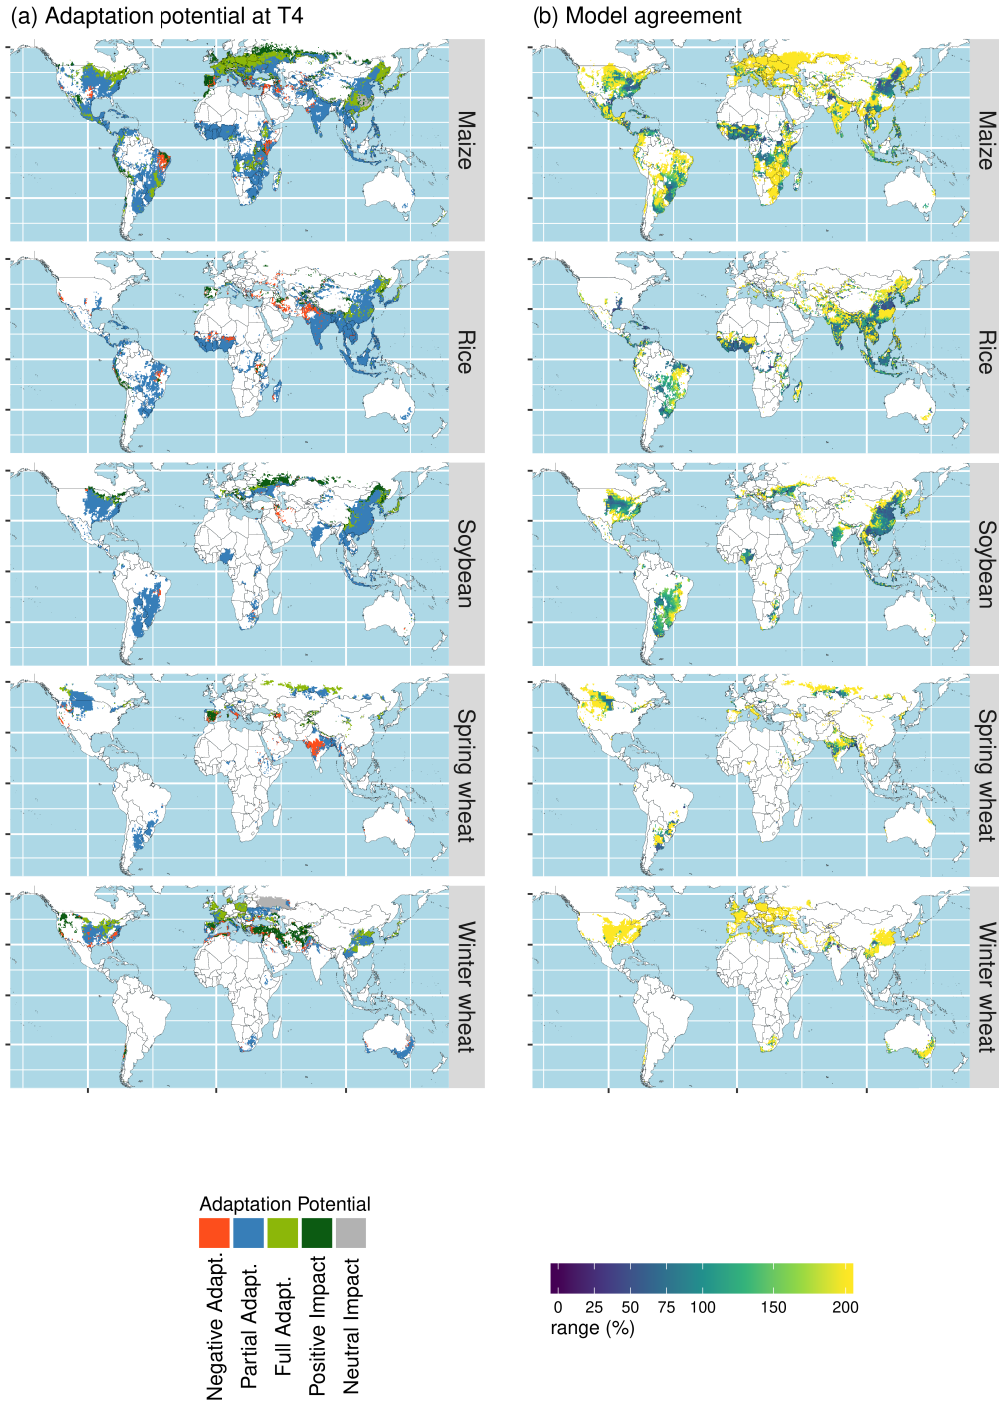 (a) Adaptation potential at T4
(b) Model agreement
Maize
Maize
Rice
Rice
Soybean
Soybean
Spring wheat
Spring wheat
Winter wheat
Winter wheat
Adaptation Potential
Negative Adapt.
Partial Adapt.
Full Adapt.
Positive Impact
Neutral Impact
0 25 50 75 100 150 200
range (%)